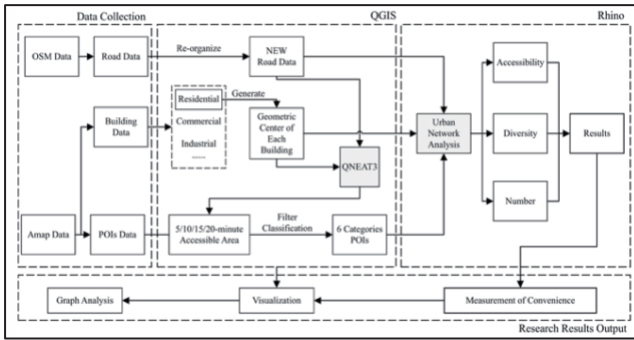 Data Collection
QGIS
Rhino
OSM Data
Road Data
Re-organize
NEW
Road Data
Accessibility
Building
Data
Residential
Commercial
Industrial
......
Generate
Geometric
Center of
Each
Building
Urban
Network
Analysis
Diversity
Results
QNEAT3
Number
Amap Data
POIs Data
5/10/15/20-minute
Accessible Area
Filter
Classification
6 Categories
POIs
Graph Analysis
Visualization
Measurement of Convenience
Research Results Output